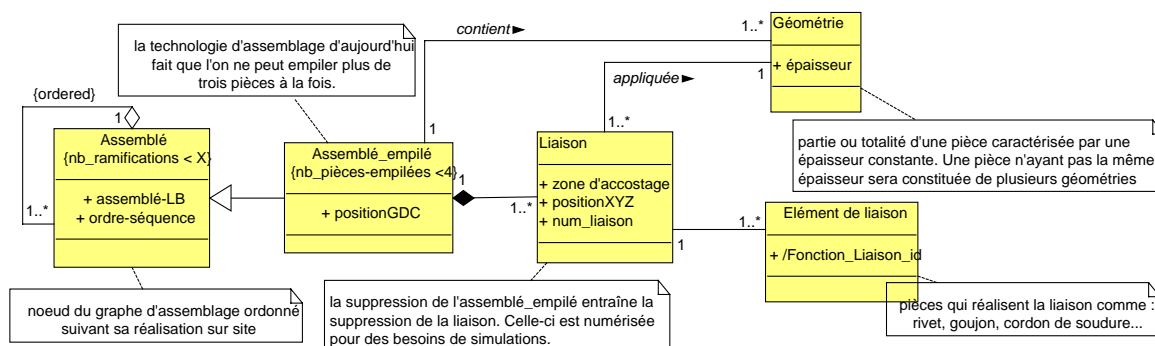 contient
1..*
Géométrie
+ épaisseur
1
la technologie d'assemblage d'aujourd'hui
fait que l'on ne peut empiler plus de
trois pièces à la fois.
appliquée
1
1..*
{ordered}
1
Assemblé
{nb_ramifications < X}
+ assemblé-LB
+ ordre-séquence
1..*
Assemblé_empilé
{nb_pièces-empilées <4}
+ positionGDC
1
1..*
Liaison
+ zone d'accostage
+ positionXYZ
+ num_liaison
partie ou totalité d'une pièce caractérisée par une
épaisseur constante. Une pièce n'ayant pas la même
épaisseur sera constituée de plusieurs géométries
1
1..*
Elément de liaison
+ /Fonction_Liaison_id
noeud du graphe d'assemblage ordonné
suivant sa réalisation sur site
la suppression de l'assemblé_empilé entraîne la
suppression de la liaison. Celle-ci est numérisée
pour des besoins de simulations.
pièces qui réalisent la liaison comme :
rivet, goujon, cordon de soudure...